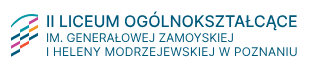 II LICEUM OGÓLNOKSZTAŁCĄCE
IM. GENERAŁOWEJ ZAMOYSKIEJ
I HELENY MODRZEJEWSKIEJ W POZNANIU